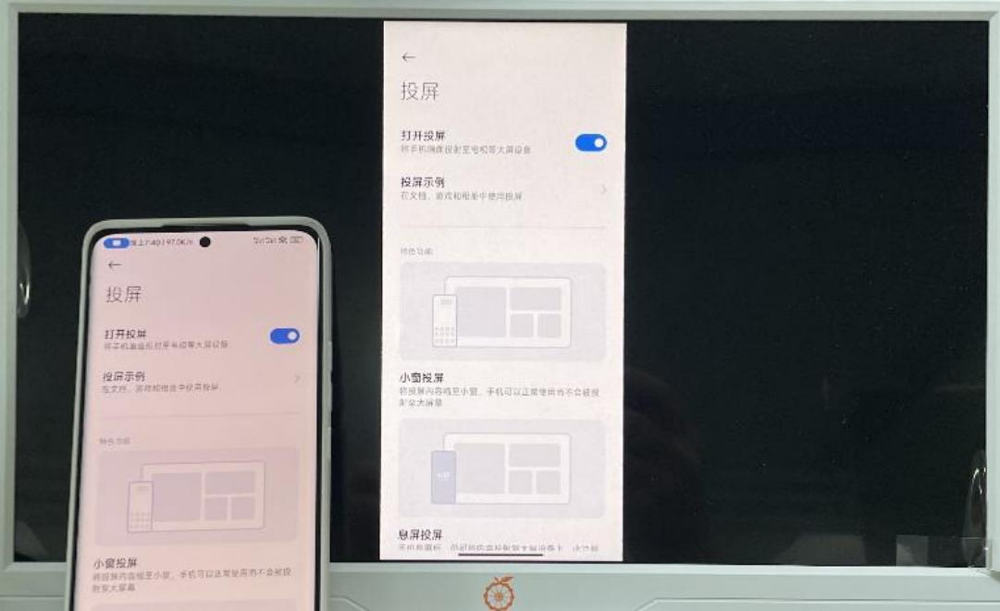 投屏
打开投屏
将手机画面投射至电视等大屏设备
投屏示例
在文档、游戏和相册中使用投屏
特色功能
小窗投屏
将投屏内容缩至小窗，手机可以正常使用而不会被投
射至大屏幕
息屏投屏
晚上7:40 | 97.0K/s
投屏
打开投屏
将手机画面投射至电视等大屏设备
投屏示例
在文档、游戏和相册中使用投屏
特色功能
小窗投屏
将投屏内容缩至小窗，手机可以正常使用而不会被投
射至大屏幕